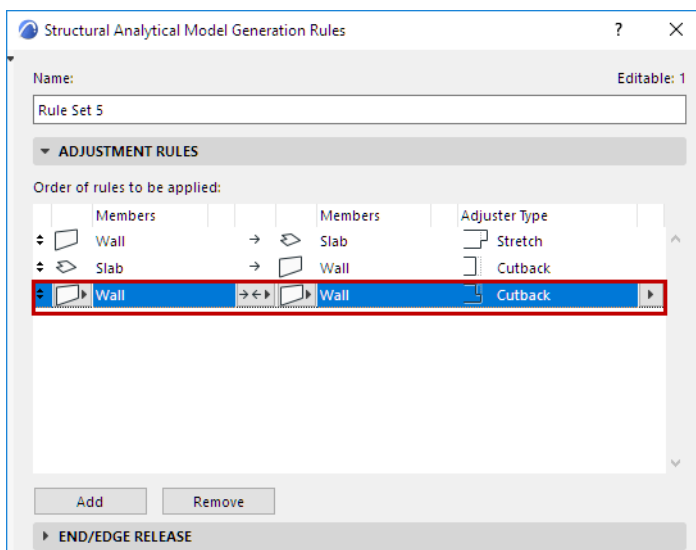 Structural Analytical Model Generation Rules ? ×
Name: Editable: 1
Rule Set 5
ADJUSTMENT RULES
Order of rules to be applied:
Members Members Adjuster Type
Wall → Slab Stretch
Slab → Wall Cutback
Wall →← Wall Cutback
Add Remove
END/EDGE RELEASE